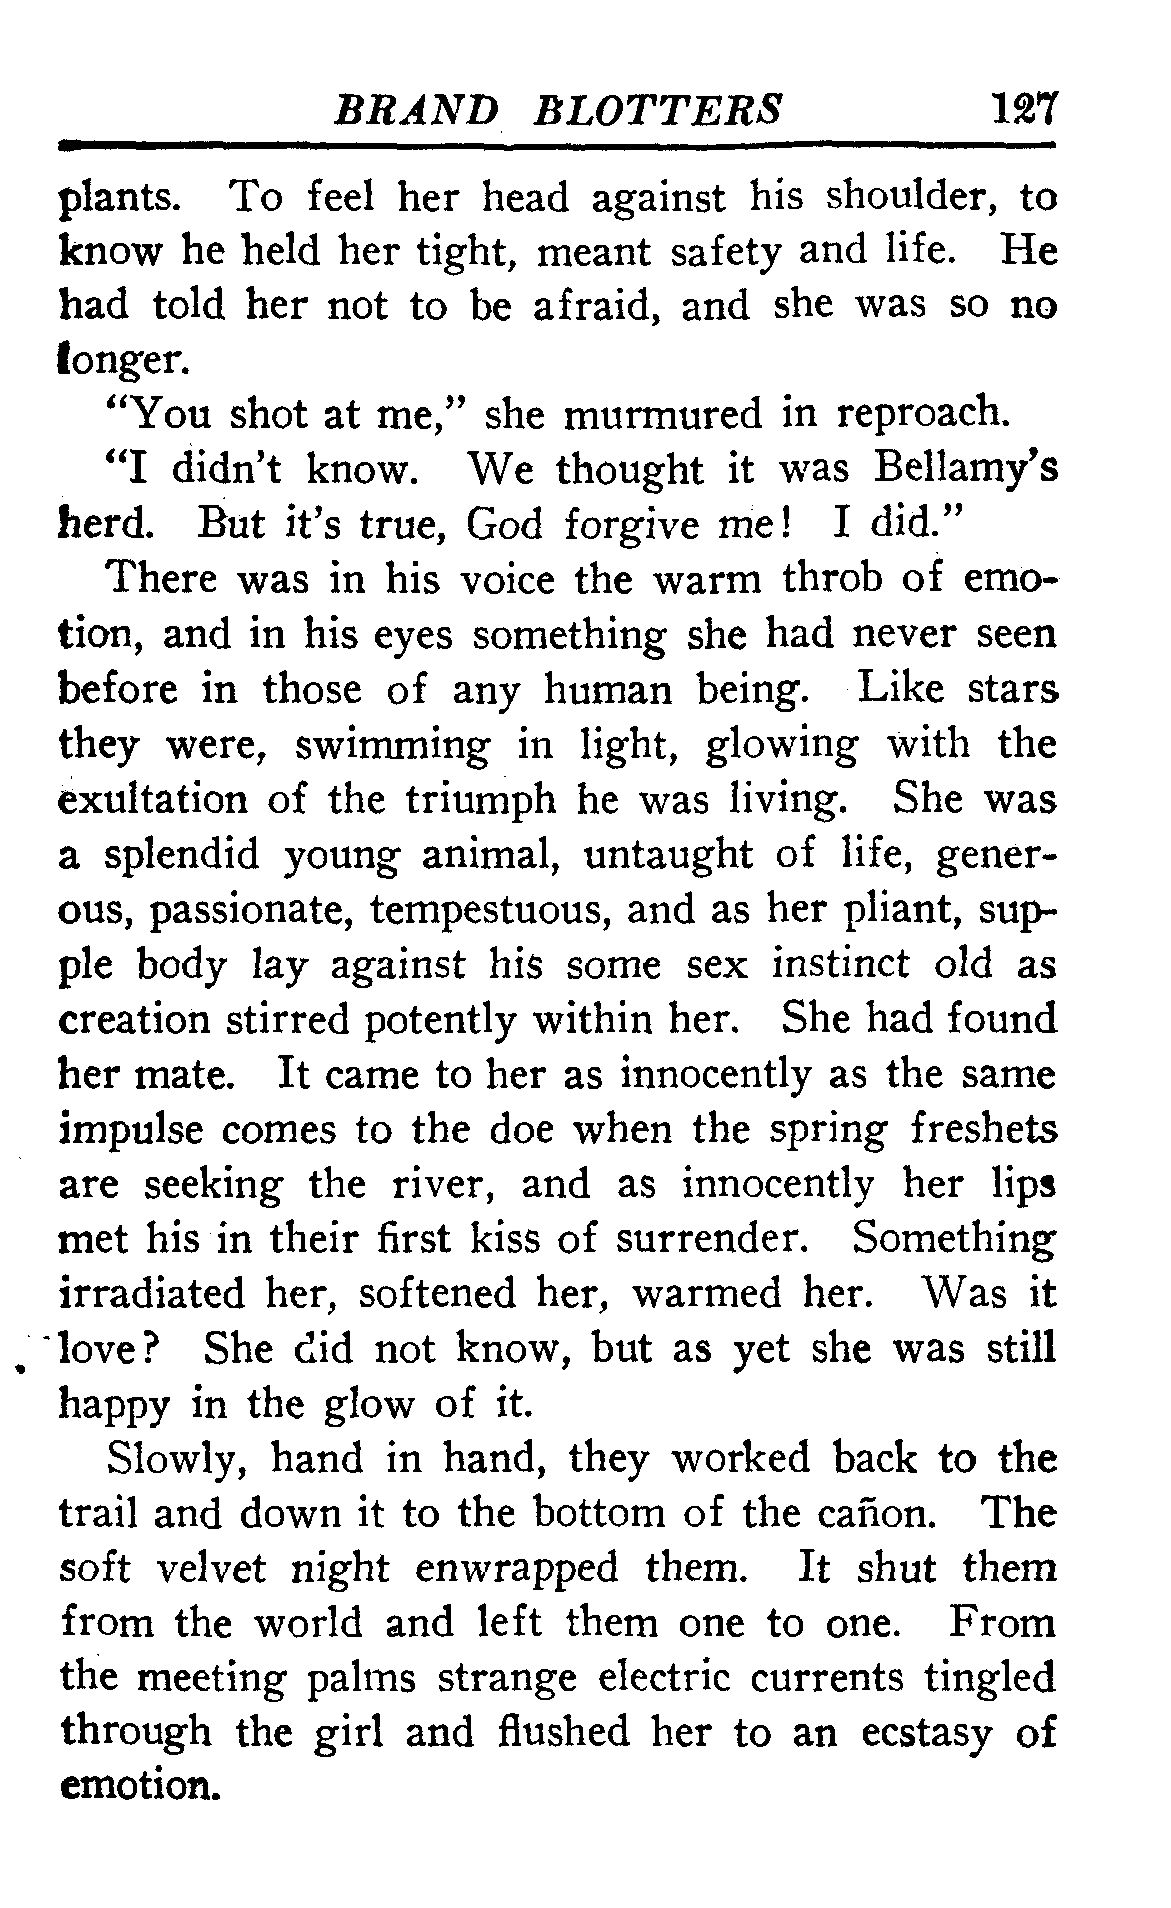 BRAND BLOTTERS 127
plants. To feel her head against his shoulder, to
know he held her tight, meant safety and life. He
had told her not to be afraid, and she was so no
longer.
“You shot at me,” she murmured in reproach.
“I didn't know. We thought it was Bellamy's
herd. But it's true, God forgive me! I did.”
There was in his voice the warm throb of emo-
tion, and in his eyes something she had never seen
before in those of any human being. Like stars
they were, swimming in light, glowing with the
exultation of the triumph he was living. She was
a splendid young animal, untaught of life, gener-
ous, passionate, tempestuous, and as her pliant, sup-
ple body lay against his some sex instinct old as
creation stirred potently within her. She had found
her mate. It came to her as innocently as the same
impulse comes to the doe when the spring freshets
are seeking the river, and as innocently her lips
met his in their first kiss of surrender. Something
irradiated her, softened her, warmed her. Was it
love? She did not know, but as yet she was still
happy in the glow of it.
Slowly, hand in hand, they worked back to the
trail and down it to the bottom of the cañon. The
soft velvet night enwrapped them. It shut them
from the world and left them one to one. From
the meeting palms strange electric currents tingled
through the girl and flushed her to an ecstasy of
emotion.